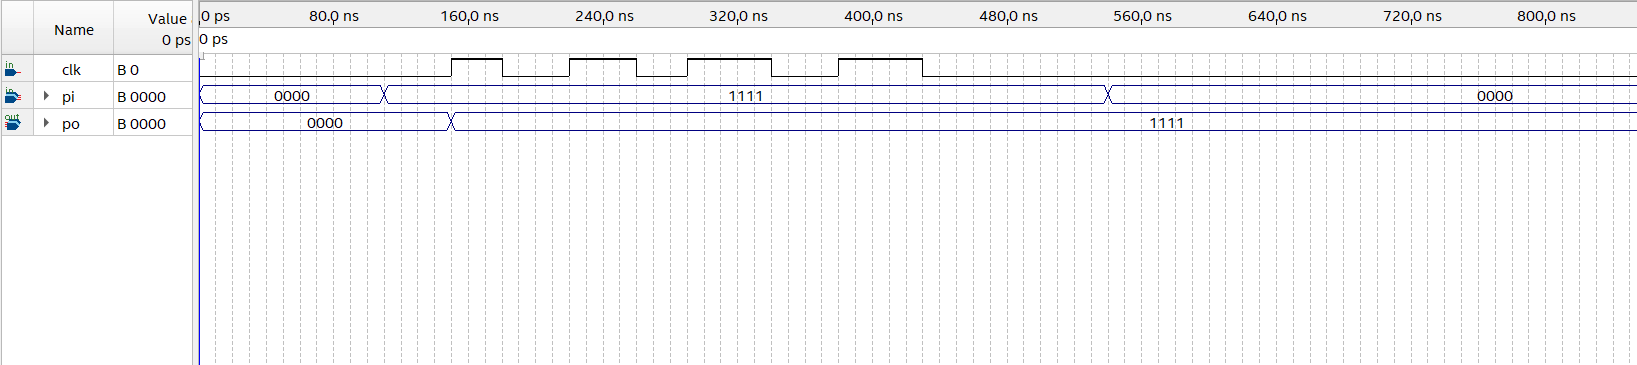 Name Value 0 ps 80,0 ns 160,0 ns 240,0 ns 320,0 ns 400,0 ns 480,0 ns 560,0 ns 640,0 ns 720,0 ns 800,0 ns
0 ps 0 ps
in clk B 0
in pi B 0000 0000 1111 0000
out po B 0000 0000 1111